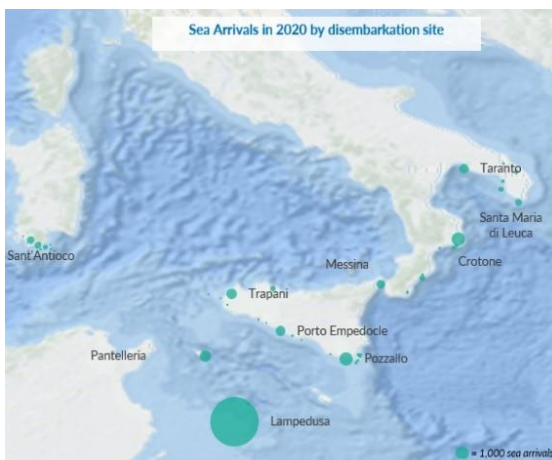 Sea Arrivals in 2020 by disembarkation site
Taranto
Santa Maria
di Leuca
Sant'Antioco
Crotone
Messina
Trapani
Porto Empedocle
Pantelleria
Pozzallo
Lampedusa
= 1,000 sea arrivals